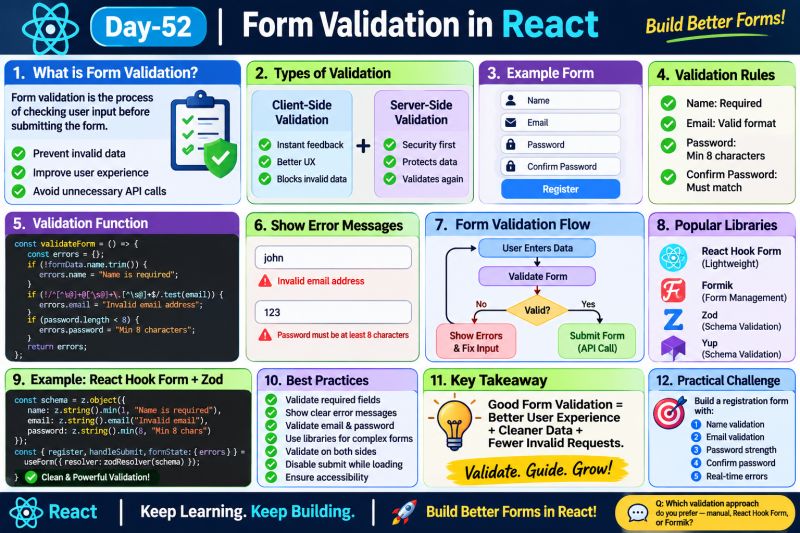 Day-52
Form Validation in React
Build Better Forms!
1. What is Form Validation?
Form validation is the process
of checking user input before
submitting the form.
Prevent invalid data
Improve user experience
Avoid unnecessary API calls
2. Types of Validation
Client-Side
Validation
Instant feedback
Better UX
Blocks invalid data
+
Server-Side
Validation
Security first
Protects data
Validates again
3. Example Form
Name
Email
Password
Confirm Password
Register
4. Validation Rules
Name: Required
Email: Valid format
Password:
Min 8 characters
Confirm Password:
Must match
5. Validation Function
const validateForm = () => {
const errors = {};
if (!formData.name.trim()) {
errors.name = "Name is required";
}
if (!/^[^\s@]+@[^\s@]+\.[^\s@]+$/.test(email)) {
errors.email = "Invalid email address";
}
if (password.length < 8) {
errors.password = "Min 8 characters";
}
return errors;
};
6. Show Error Messages
john
Invalid email address
123
Password must be at least 8 characters
7. Form Validation Flow
User Enters Data
Validate Form
No
Valid?
Yes
Show Errors
& Fix Input
Submit Form
(API Call)
8. Popular Libraries
React Hook Form
(Lightweight)
Formik
(Form Management)
Zod
(Schema Validation)
Yup
(Schema Validation)
9. Example: React Hook Form + Zod
const schema = z.object({
name: z.string().min(1, "Name is required"),
email: z.string().email("Invalid email"),
password: z.string().min(8, "Min 8 chars")
});
const { register, handleSubmit, formState: { errors} } =
useForm({ resolver: zodResolver(schema) });
}
Clean & Powerful Validation!
10. Best Practices
Validate required fields
Show clear error messages
Validate email & password
Use libraries for complex forms
Validate on both sides
Disable submit while loading
Ensure accessibility
11. Key Takeaway
Good Form Validation =
Better User Experience
+ Cleaner Data +
Fewer Invalid Requests.
Validate. Guide. Grow!
12. Practical Challenge
Build a registration form
with:
1 Name validation
2 Email validation
3 Password strength
4 Confirm password
5 Real-time errors
React
Keep Learning. Keep Building.
Build Better Forms in React!
Q: Which validation approach
do you prefer — manual, React Hook Form,
or Formik?